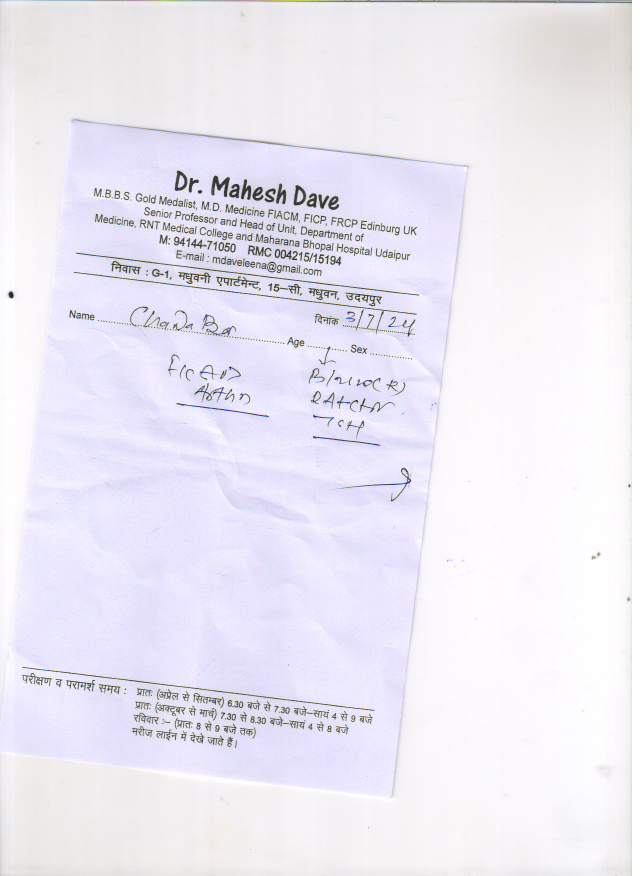 Dr. Mahesh Dave
M.B.B.S. Gold Medalist, M.D. Medicine FIACM, FICP, FRCP Edinburg UK
Senior Professor and Head of Unit, Department of
Medicine, RNT Medical College and Maharana Bhopal Hospital Udaipur
M: 94144-71050 RMC 004215/15194
E-mail : mdaveleena@gmail.com
निवास : G-1, मधुवनी एपार्टमेन्ट, 15–सी, मधुवन, उदयपुर
दिनांक 3/7/24
Name Age Sex
परीक्षण व परामर्श समय : प्रातः (अप्रेल से सितम्बर) 6.30 बजे से 7.30 बजे–सायं 4 से 9 बजे
प्रातः (अक्टूबर से मार्च) 7.30 से 8.30 बजे–सायं 4 से 8 बजे
रविवार :– (प्रातः 8 से 9 बजे तक)
मरीज लाईन में देखे जाते हैं।